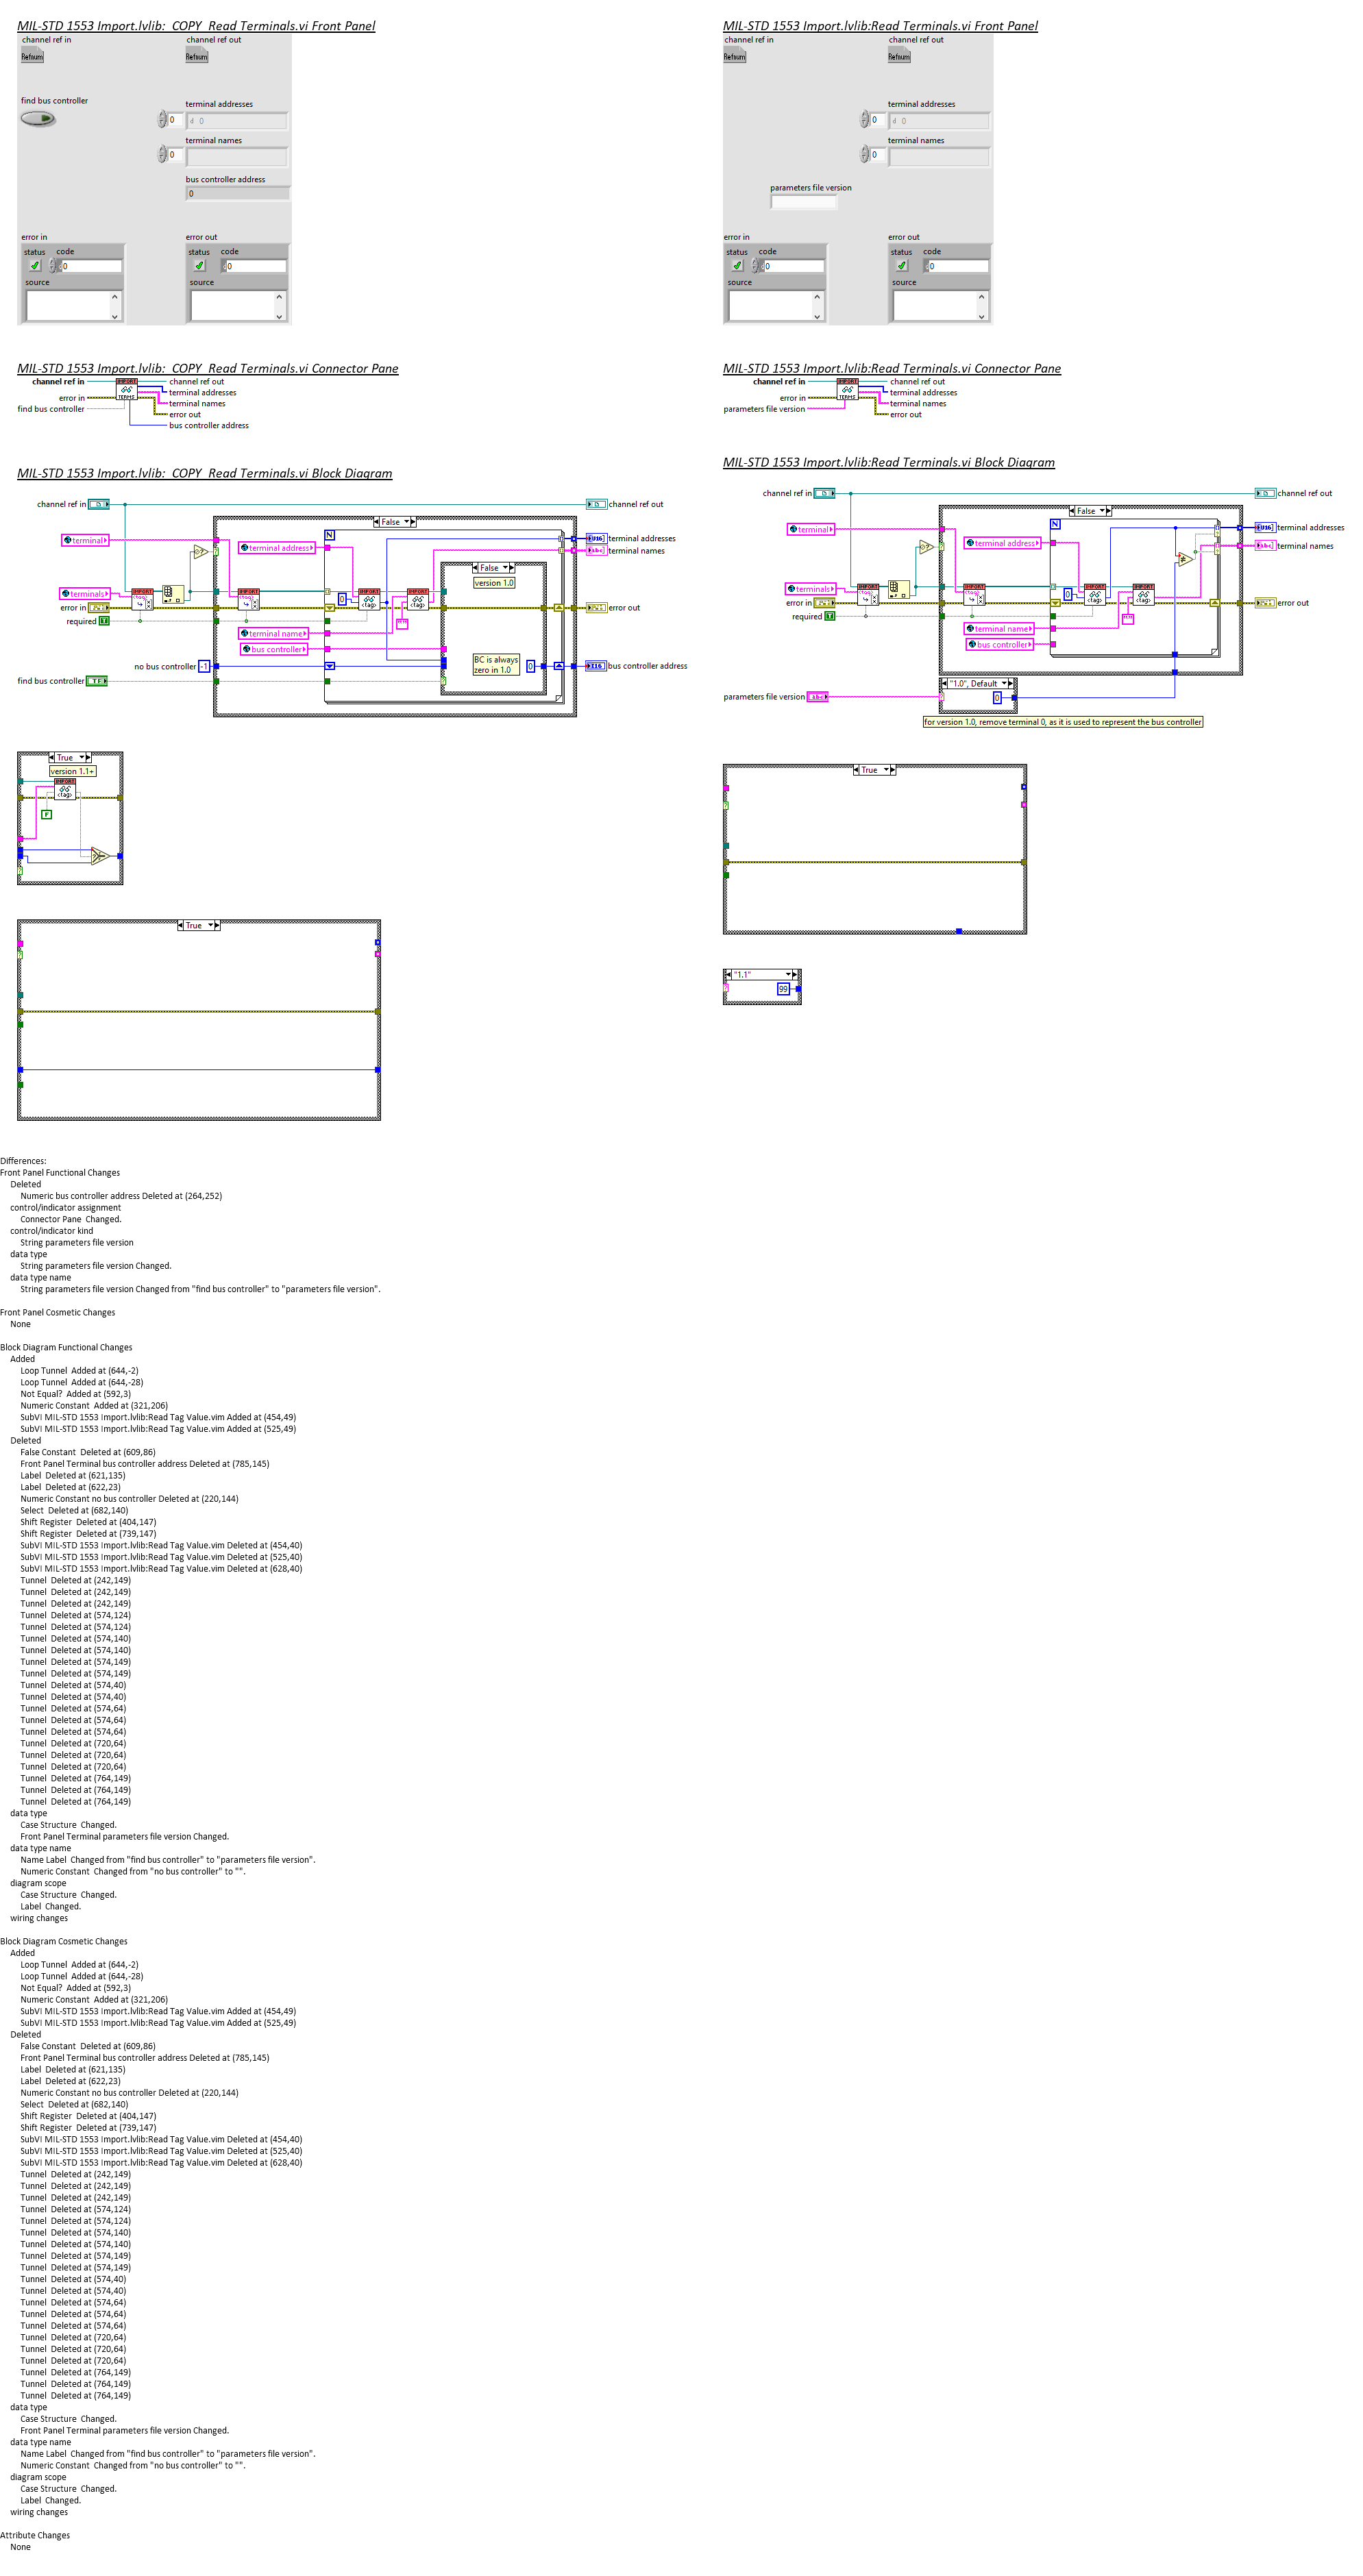 MIL-STD 1553 Import.lvlib:  COPY  Read Terminals.vi Front Panel
channel ref in
channel ref out
Refnum
Refnum
find bus controller
terminal addresses
0
d 0
terminal names
0
bus controller address
0
error in
error out
status code
status code
0
0
source
source
MIL-STD 1553 Import.lvlib:Read Terminals.vi Front Panel
channel ref in
channel ref out
Refnum
Refnum
terminal addresses
0
d 0
terminal names
0
parameters file version
error in
error out
status code
status code
0
0
source
source
MIL-STD 1553 Import.lvlib:  COPY  Read Terminals.vi Connector Pane
channel ref in
error in
find bus controller
IMPORT
TERMS
channel ref out
terminal addresses
terminal names
error out
bus controller address
MIL-STD 1553 Import.lvlib:Read Terminals.vi Connector Pane
channel ref in
error in
parameters file version
IMPORT
TERMS
channel ref out
terminal addresses
terminal names
error out
MIL-STD 1553 Import.lvlib:  COPY  Read Terminals.vi Block Diagram
channel ref in
channel ref out
False
N
terminal
terminal address
U16
terminal addresses
abc
terminal names
False
version 1.0
terminals
IMPORT
IMPORT
IMPORT
<tag>
IMPORT
<tag>
0
error in
error out
required
T
terminal name
bus controller
no bus controller
-1
BC is always
zero in 1.0
0
I16
bus controller address
find bus controller
TF
True
version 1.1+
IMPORT
<tag>
F
True
MIL-STD 1553 Import.lvlib:Read Terminals.vi Block Diagram
channel ref in
channel ref out
False
N
terminal
terminal address
U16
terminal addresses
abc
terminal names
terminals
IMPORT
IMPORT
IMPORT
<tag>
IMPORT
<tag>
0
error in
error out
required
T
terminal name
bus controller
"1.0", Default
parameters file version
abc
0
for version 1.0, remove terminal 0, as it is used to represent the bus controller
True
"1.1"
99
Differences:
Front Panel Functional Changes
Deleted
Numeric bus controller address Deleted at (264,252)
control/indicator assignment
Connector Pane  Changed.
control/indicator kind
String parameters file version
data type
String parameters file version Changed.
data type name
String parameters file version Changed from "find bus controller" to "parameters file version".
Front Panel Cosmetic Changes
None
Block Diagram Functional Changes
Added
Loop Tunnel  Added at (644,-2)
Loop Tunnel  Added at (644,-28)
Not Equal?  Added at (592,3)
Numeric Constant  Added at (321,206)
SubVI MIL-STD 1553 Import.lvlib:Read Tag Value.vim Added at (454,49)
SubVI MIL-STD 1553 Import.lvlib:Read Tag Value.vim Added at (525,49)
Deleted
False Constant  Deleted at (609,86)
Front Panel Terminal bus controller address Deleted at (785,145)
Label  Deleted at (621,135)
Label  Deleted at (622,23)
Numeric Constant no bus controller Deleted at (220,144)
Select  Deleted at (682,140)
Shift Register  Deleted at (404,147)
Shift Register  Deleted at (739,147)
SubVI MIL-STD 1553 Import.lvlib:Read Tag Value.vim Deleted at (454,40)
SubVI MIL-STD 1553 Import.lvlib:Read Tag Value.vim Deleted at (525,40)
SubVI MIL-STD 1553 Import.lvlib:Read Tag Value.vim Deleted at (628,40)
Tunnel  Deleted at (242,149)
Tunnel  Deleted at (242,149)
Tunnel  Deleted at (242,149)
Tunnel  Deleted at (574,124)
Tunnel  Deleted at (574,124)
Tunnel  Deleted at (574,140)
Tunnel  Deleted at (574,140)
Tunnel  Deleted at (574,149)
Tunnel  Deleted at (574,149)
Tunnel  Deleted at (574,40)
Tunnel  Deleted at (574,40)
Tunnel  Deleted at (574,64)
Tunnel  Deleted at (574,64)
Tunnel  Deleted at (574,64)
Tunnel  Deleted at (720,64)
Tunnel  Deleted at (720,64)
Tunnel  Deleted at (720,64)
Tunnel  Deleted at (764,149)
Tunnel  Deleted at (764,149)
Tunnel  Deleted at (764,149)
data type
Case Structure  Changed.
Front Panel Terminal parameters file version Changed.
data type name
Name Label  Changed from "find bus controller" to "parameters file version".
Numeric Constant  Changed from "no bus controller" to "".
diagram scope
Case Structure  Changed.
Label  Changed.
wiring changes
Block Diagram Cosmetic Changes
Added
Loop Tunnel  Added at (644,-2)
Loop Tunnel  Added at (644,-28)
Not Equal?  Added at (592,3)
Numeric Constant  Added at (321,206)
SubVI MIL-STD 1553 Import.lvlib:Read Tag Value.vim Added at (454,49)
SubVI MIL-STD 1553 Import.lvlib:Read Tag Value.vim Added at (525,49)
Deleted
False Constant  Deleted at (609,86)
Front Panel Terminal bus controller address Deleted at (785,145)
Label  Deleted at (621,135)
Label  Deleted at (622,23)
Numeric Constant no bus controller Deleted at (220,144)
Select  Deleted at (682,140)
Shift Register  Deleted at (404,147)
Shift Register  Deleted at (739,147)
SubVI MIL-STD 1553 Import.lvlib:Read Tag Value.vim Deleted at (454,40)
SubVI MIL-STD 1553 Import.lvlib:Read Tag Value.vim Deleted at (525,40)
SubVI MIL-STD 1553 Import.lvlib:Read Tag Value.vim Deleted at (628,40)
Tunnel  Deleted at (242,149)
Tunnel  Deleted at (242,149)
Tunnel  Deleted at (242,149)
Tunnel  Deleted at (574,124)
Tunnel  Deleted at (574,124)
Tunnel  Deleted at (574,140)
Tunnel  Deleted at (574,140)
Tunnel  Deleted at (574,149)
Tunnel  Deleted at (574,149)
Tunnel  Deleted at (574,40)
Tunnel  Deleted at (574,40)
Tunnel  Deleted at (574,64)
Tunnel  Deleted at (574,64)
Tunnel  Deleted at (574,64)
Tunnel  Deleted at (720,64)
Tunnel  Deleted at (720,64)
Tunnel  Deleted at (720,64)
Tunnel  Deleted at (764,149)
Tunnel  Deleted at (764,149)
Tunnel  Deleted at (764,149)
data type
Case Structure  Changed.
Front Panel Terminal parameters file version Changed.
data type name
Name Label  Changed from "find bus controller" to "parameters file version".
Numeric Constant  Changed from "no bus controller" to "".
diagram scope
Case Structure  Changed.
Label  Changed.
wiring changes
Attribute Changes
None